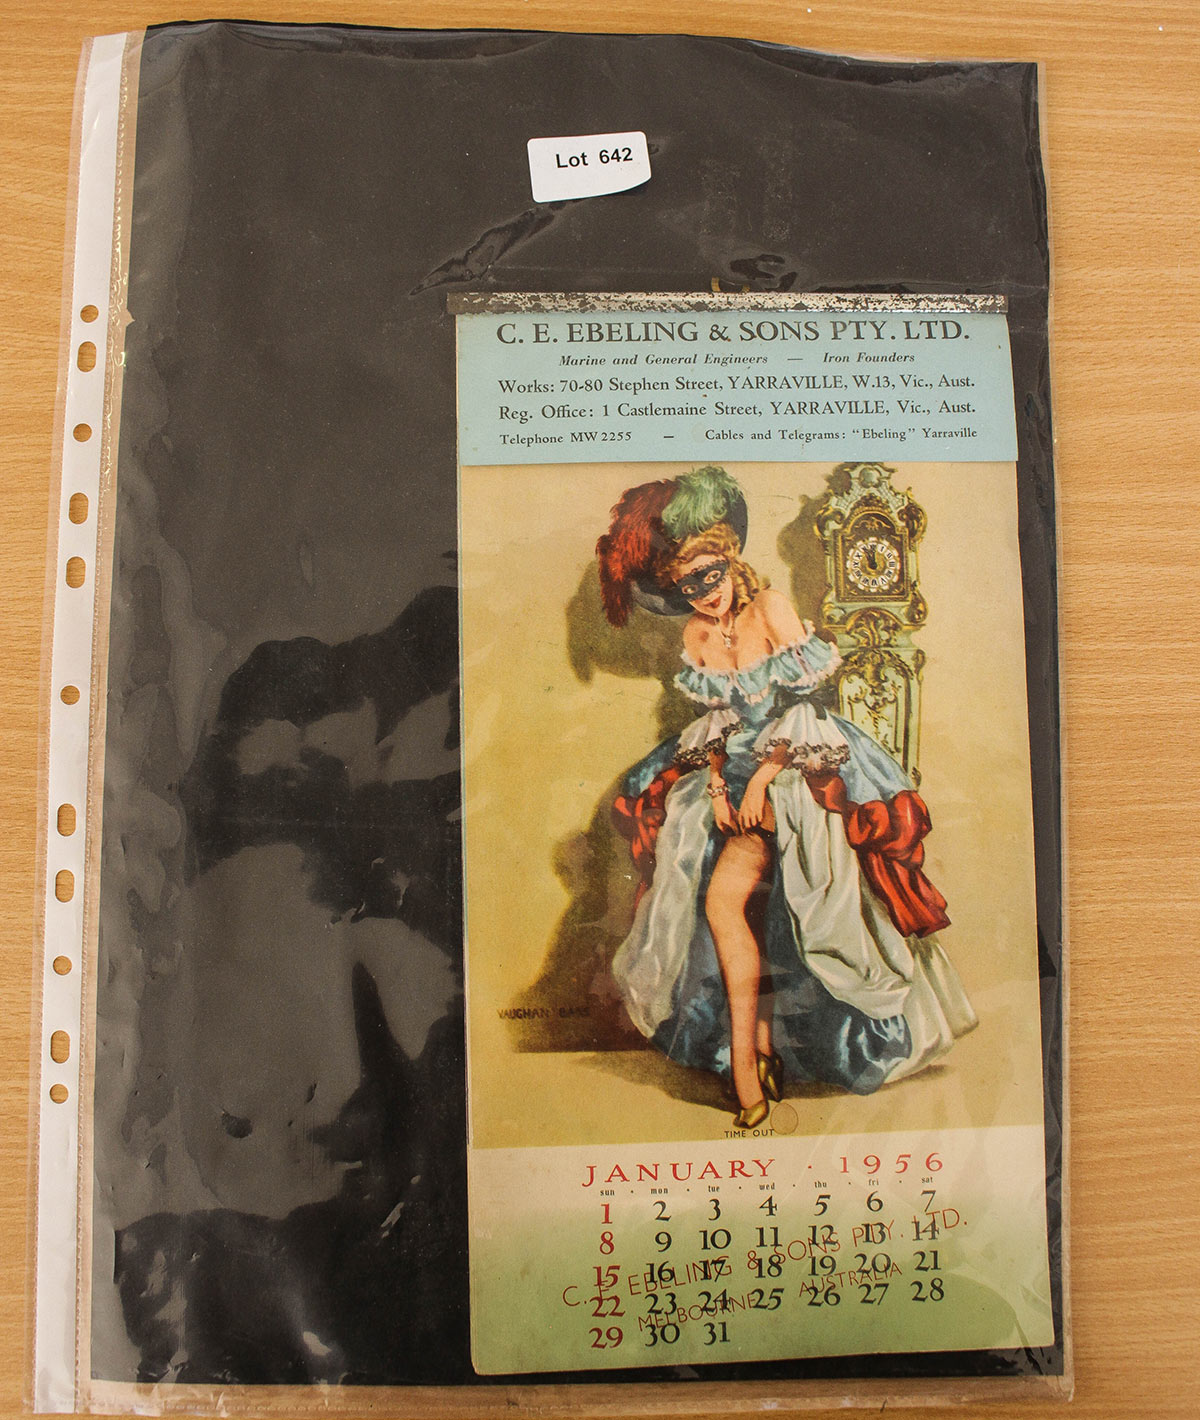 Lot 642
C. E. EBELING & SONS PTY. LTD.
Marine and General Engineers — Iron Founders
Works: 70-80 Stephen Street, YARRAVILLE, W.13, Vic., Aust.
Reg. Office: 1 Castlemaine Street, YARRAVILLE, Vic., Aust.
Telephone MW 2255 — Cables and Telegrams: "Ebeling" Yarraville
VAUGHAN BASS
TIME OUT
JANUARY · 1956
sun · mon · tue · wed · thu · fri · sat
1 2 3 4 5 6 7
8 9 10 11 12 13 14
15 16 17 18 19 20 21
22 23 24 25 26 27 28
29 30 31
C. E. EBELING & SONS PTY. LTD.
MELBOURNE AUSTRALIA